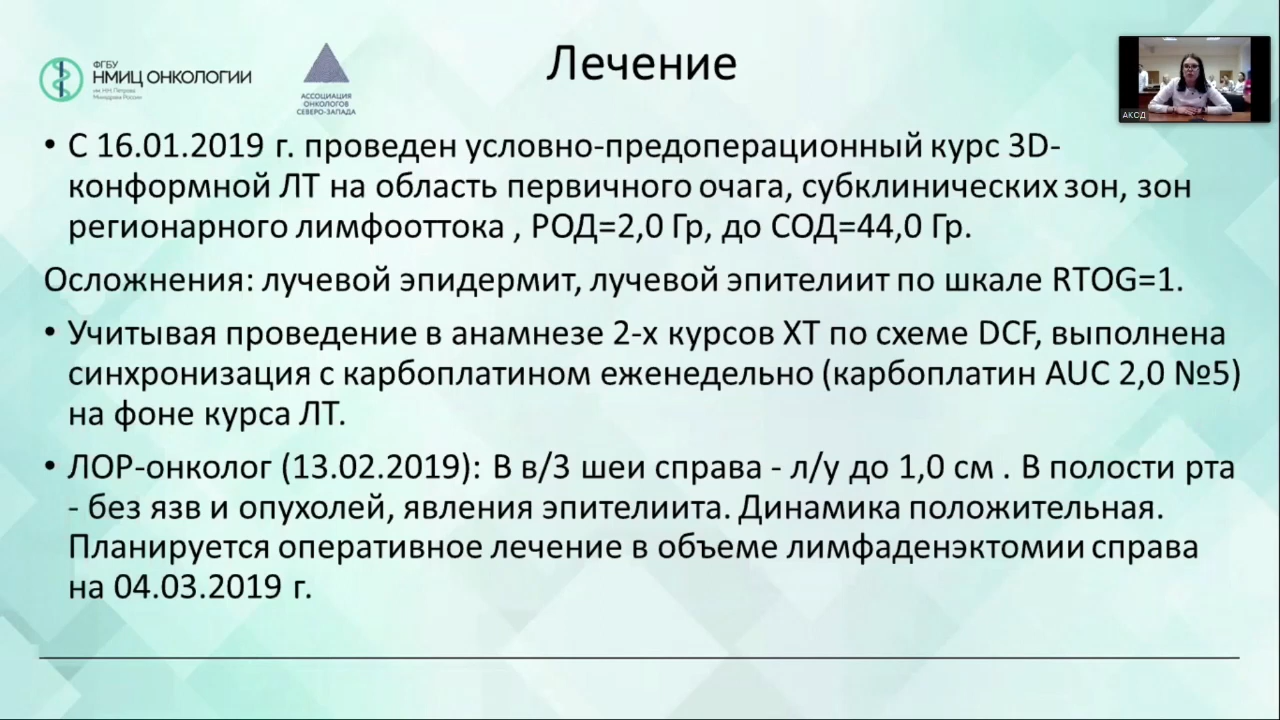 Лечение
ФГБУ
НМИЦ ОНКОЛОГИИ
им. Н.Н. Петрова
Минздрава России
АССОЦИАЦИЯ
ОНКОЛОГОВ
СЕВЕРО-ЗАПАДА
АКОД
• С 16.01.2019 г. проведен условно-предоперационный курс 3D-
конформной ЛТ на область первичного очага, субклинических зон, зон
регионарного лимфооттока , РОД=2,0 Гр, до СОД=44,0 Гр.
Осложнения: лучевой эпидермит, лучевой эпителиит по шкале RTOG=1.
• Учитывая проведение в анамнезе 2-х курсов ХТ по схеме DCF, выполнена
синхронизация с карбоплатином еженедельно (карбоплатин AUC 2,0 №5)
на фоне курса ЛТ.
• ЛОР-онколог (13.02.2019): В в/3 шеи справа - л/у до 1,0 см . В полости рта
- без язв и опухолей, явления эпителиита. Динамика положительная.
Планируется оперативное лечение в объеме лимфаденэктомии справа
на 04.03.2019 г.